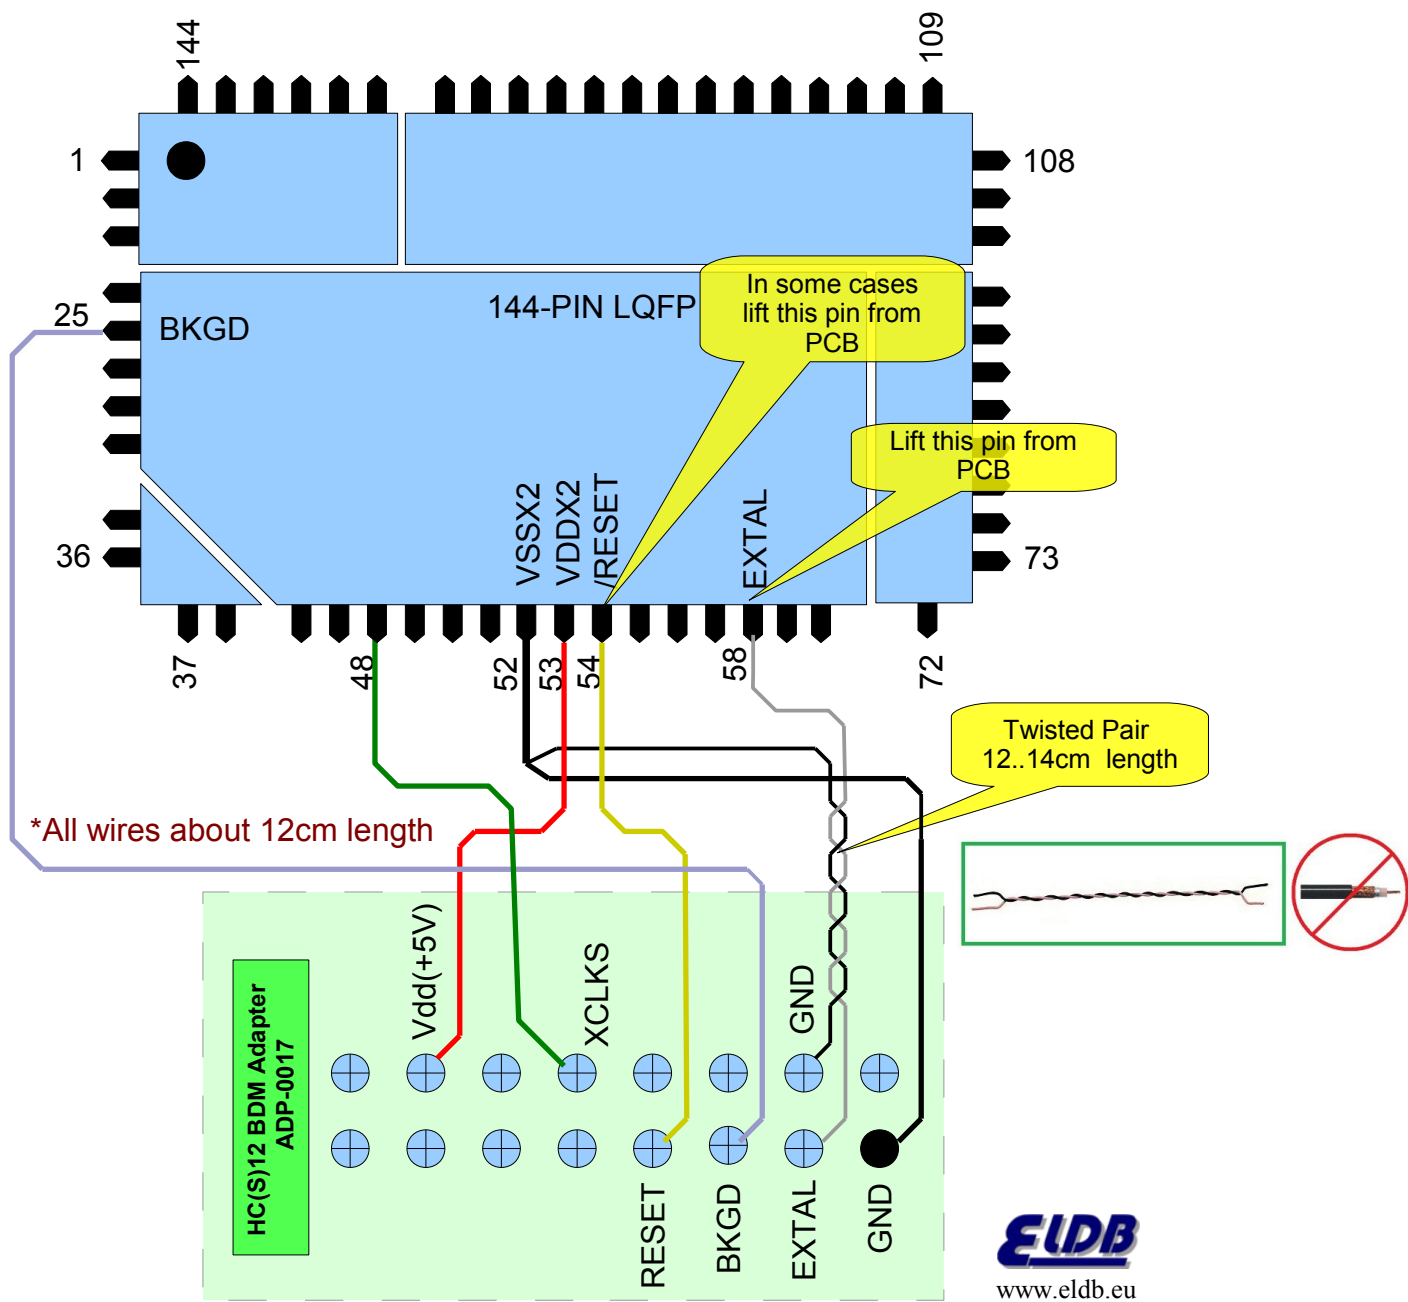 144
109
1
108
In some cases
lift this pin from
PCB
25
BKGD
144-PIN LQFP
Lift this pin from
PCB
VSSX2
VDDX2
/RESET
EXTAL
36
73
37
48
52
53
54
58
72
Twisted Pair
12..14cm length
*All wires about 12cm length
HC(S)12 BDM Adapter
ADP-0017
Vdd(+5V)
XCLKS
GND
RESET
BKGD
EXTAL
GND
ELDB
www.eldb.eu